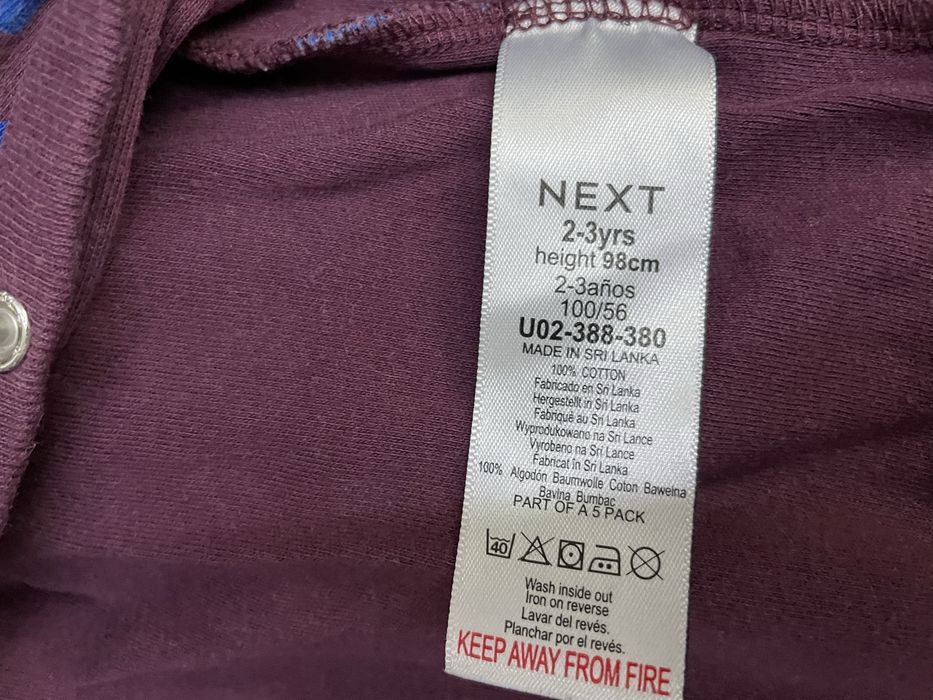 NEXT
2-3yrs
height 98cm
2-3años
100/56
U02-388-380
MADE IN SRI LANKA
100% COTTON
Fabricado en Sri Lanka
Hergestellt in Sri Lanka
Fabriqué au Sri Lanka
Wyprodukowano na Sri Lance
Vyrobeno na Sri Lance
Fabricat în Sri Lanka
100% Algodón Baumwolle Coton Bawełna
Bavlna Bumbac
PART OF A 5 PACK
40
Wash inside out
Iron on reverse
Lavar del revés.
Planchar por el revés.
KEEP AWAY FROM FIRE